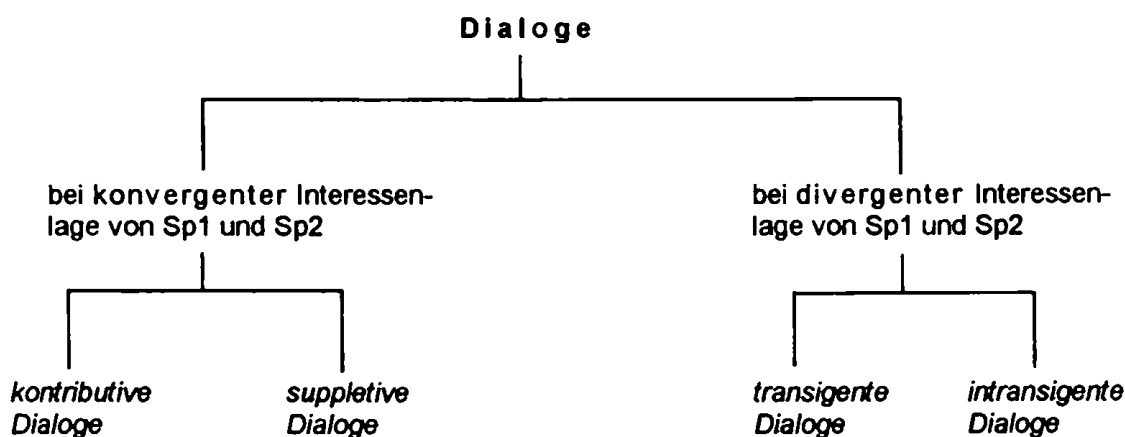 Dialoge
bei konvergenter Interessen-
lage von Sp1 und Sp2
bei divergenter Interessen-
lage von Sp1 und Sp2
kontributive
Dialoge
suppletive
Dialoge
transigente
Dialoge
intransigente
Dialoge